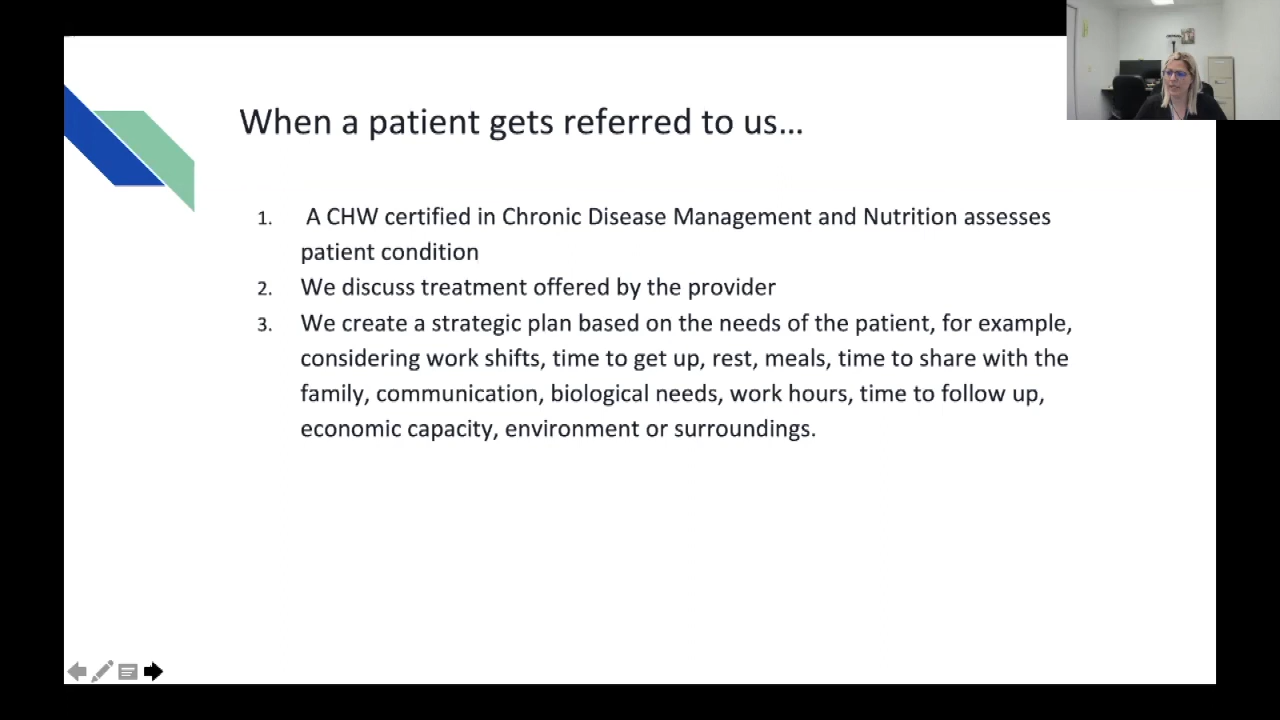 When a patient gets referred to us...
1. A CHW certified in Chronic Disease Management and Nutrition assesses
patient condition
2. We discuss treatment offered by the provider
3. We create a strategic plan based on the needs of the patient, for example,
considering work shifts, time to get up, rest, meals, time to share with the
family, communication, biological needs, work hours, time to follow up,
economic capacity, environment or surroundings.